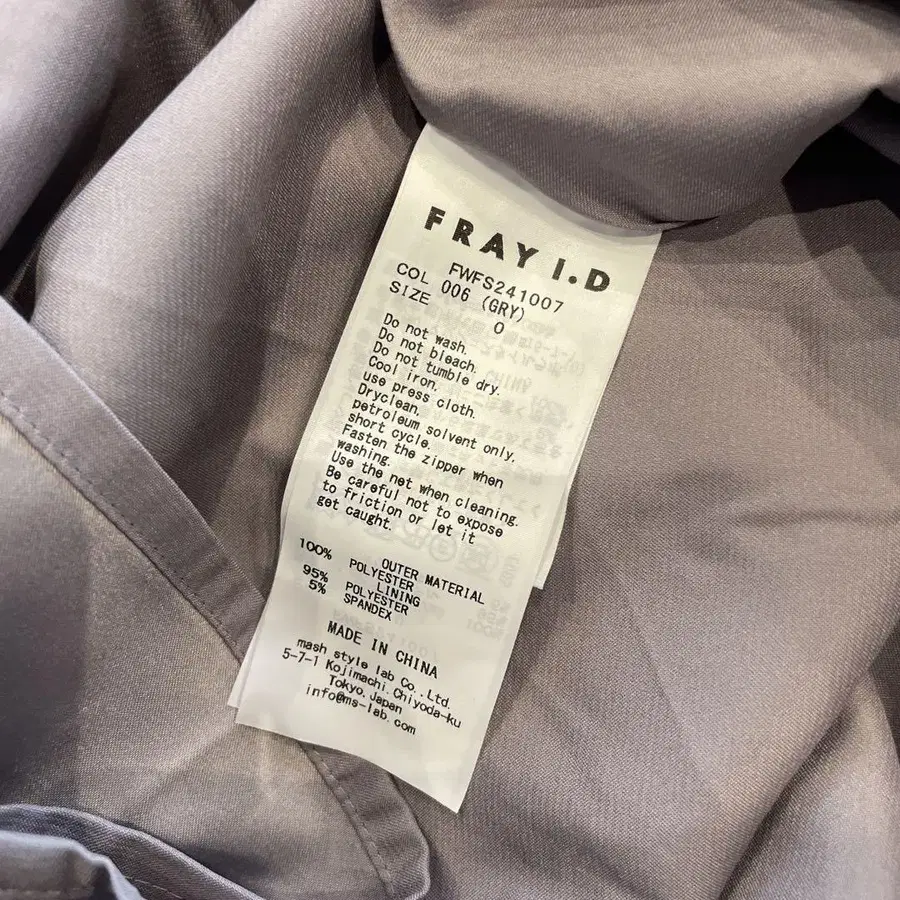 FRAY I.D
FWFS241007
COL 006 (GRY)
SIZE 0
Do not wash.
Do not bleach.
Do not tumble dry.
Cool iron.
use press cloth.
Dryclean.
petroleum solvent only,
short cycle.
Fasten the zipper when
washing.
Use the net when cleaning.
Be careful not to expose
to friction or let it
get caught.
OUTER MATERIAL
100% POLYESTER
LINING
95% POLYESTER
5% SPANDEX
MADE IN CHINA
mash style lab Co., Ltd.
5-7-1 Kojimachi, Chiyoda-ku
Tokyo, Japan
info@ms-lab.com